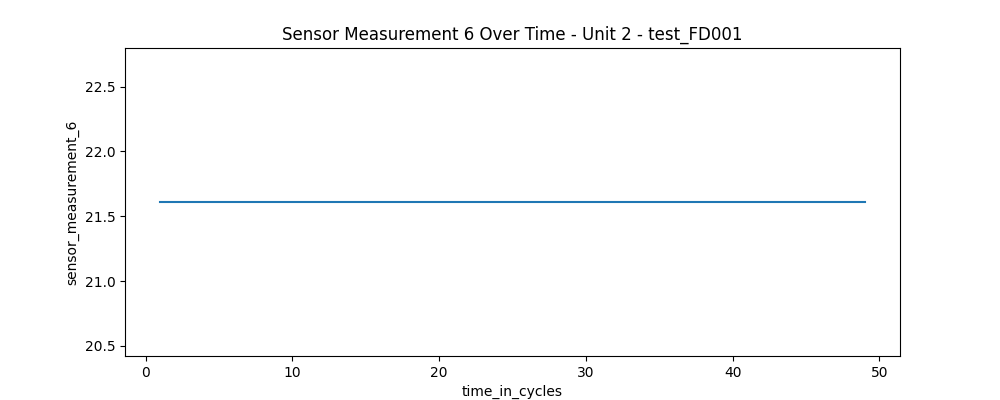 Sensor Measurement 6 Over Time - Unit 2 - test_FD001
22.5
22.0
21.5
21.0
20.5
sensor_measurement_6
0 10 20 30 40 50
time_in_cycles